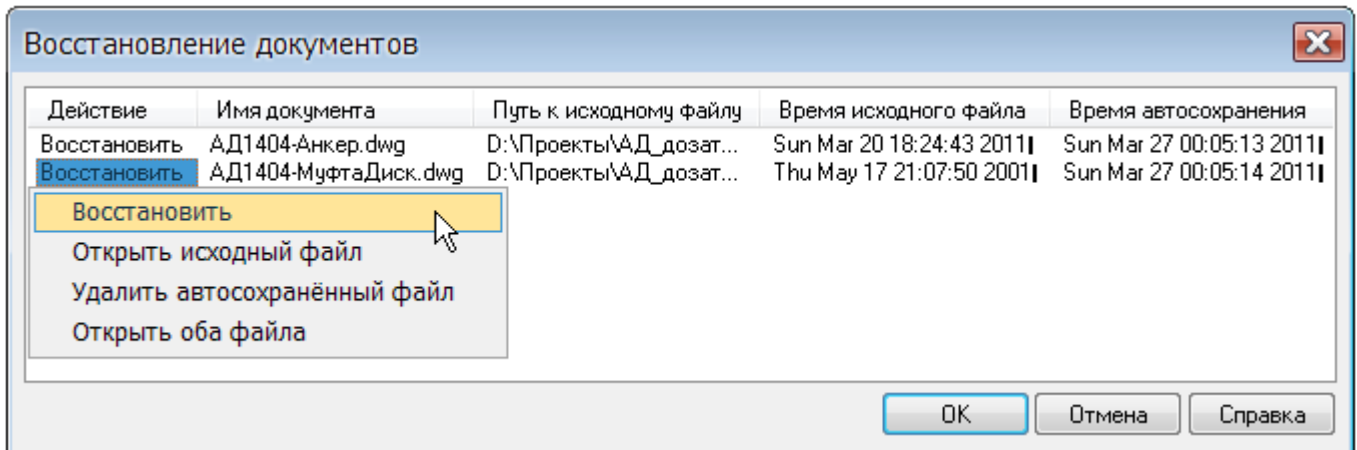 Восстановление документов
Действие Имя документа Путь к исходному файлу Время исходного файла Время автосохранения
Восстановить АД1404-Анкер.dwg D:\Проекты\АД_дозат... Sun Mar 20 18:24:43 2011 Sun Mar 27 00:05:13 2011
Восстановить АД1404-МуфтаДиск.dwg D:\Проекты\АД_дозат... Thu May 17 21:07:50 2001 Sun Mar 27 00:05:14 2011
Восстановить
Открыть исходный файл
Удалить автосохранённый файл
Открыть оба файла
OK Отмена Справка